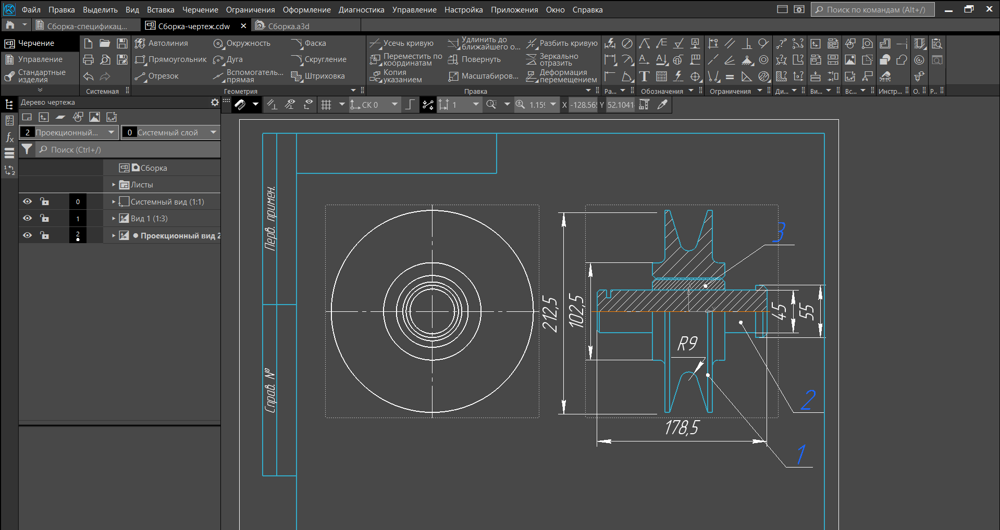 Файл Правка Выделить Вид Вставка Черчение Ограничения Оформление Диагностика Управление Настройка Приложения Окно Справка
Поиск по командам (Alt+/)
Сборка-спецификац...
Сборка-чертеж.cdw
Сборка.a3d
Черчение
Управление
Стандартные
изделия
Системная
Автолиния
Окружность
Фаска
Прямоугольник
Дуга
Скругление
Отрезок
Вспомогатель...
прямая
Штриховка
Геометрия
Усечь кривую
Удлинить до
ближайшего о...
Разбить кривую
Переместить по
координатам
Повернуть
Зеркально
отразить
Копия
указанием
Масштабиров...
Деформация
перемещением
Правка
Ра...
Обозначения
Ограничения
Ди...
Ви...
Вс...
Инстр...
О.
Р..
Дерево чертежа
СК 0
1
1.159
X -128.565
Y 52.1041
2 Проекционный...
0 Системный слой
Поиск (Ctrl+/)
Сборка
Листы
0 Системный вид (1:1)
1 Вид 1 (1:3)
2 Проекционный вид 2
Перв. примен.
Справ. №
212,5
102,5
R9
45
55
178,5
3
2
1